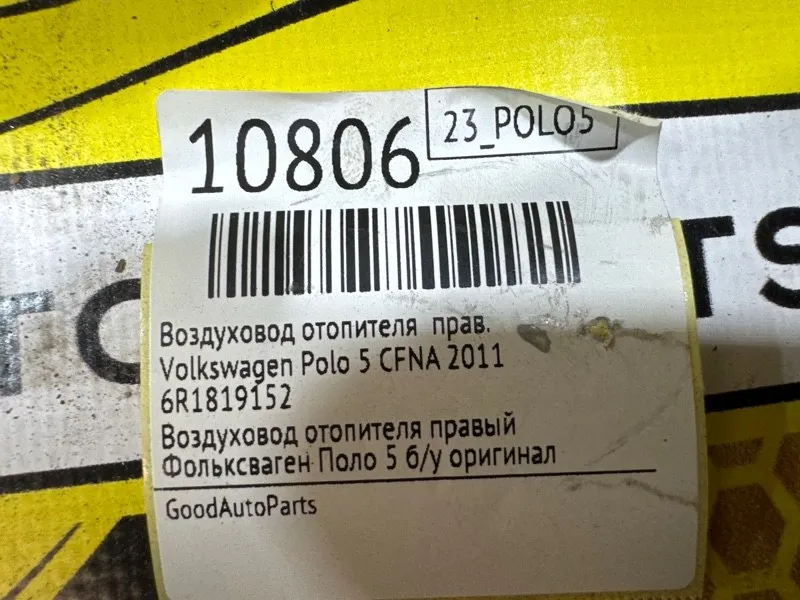 10806
23_POLO5
TS
Воздуховод отопителя прав.
Volkswagen Polo 5 CFNA 2011
6R1819152
Воздуховод отопителя правый
Фольксваген Поло 5 б/у оригинал
GoodAutoParts